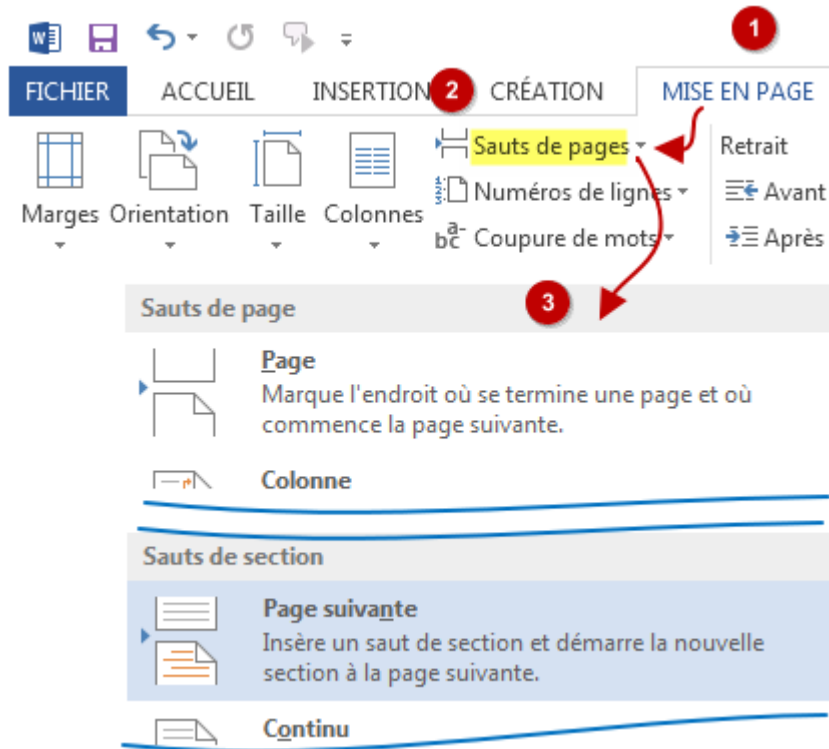 1
FICHIER ACCUEIL INSERTION 2 CRÉATION MISE EN PAGE
Sauts de pages Retrait
Numéros de lignes Avant
Marges Orientation Taille Colonnes
Coupure de mots Après
Sauts de page 3
Page
Marque l'endroit où se termine une page et où
commence la page suivante.
Colonne
Sauts de section
Page suivante
Insère un saut de section et démarre la nouvelle
section à la page suivante.
Continu